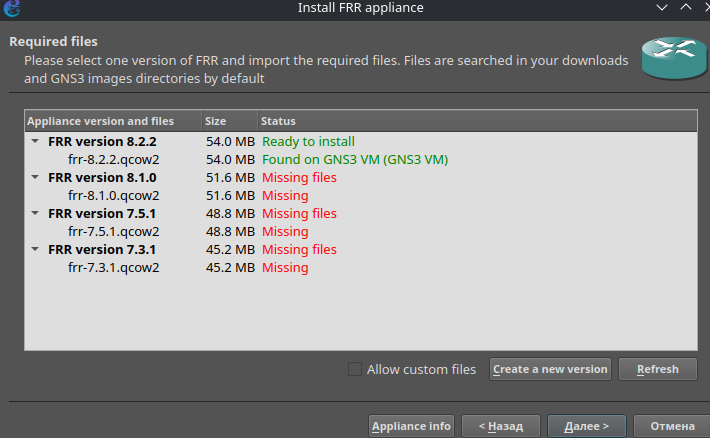 Install FRR appliance
Required files
Please select one version of FRR and import the required files. Files are searched in your downloads
and GNS3 images directories by default
Appliance version and files Size Status
FRR version 8.2.2 54.0 MB Ready to install
frr-8.2.2.qcow2 54.0 MB Found on GNS3 VM (GNS3 VM)
FRR version 8.1.0 51.6 MB Missing files
frr-8.1.0.qcow2 51.6 MB Missing
FRR version 7.5.1 48.8 MB Missing files
frr-7.5.1.qcow2 48.8 MB Missing
FRR version 7.3.1 45.2 MB Missing files
frr-7.3.1.qcow2 45.2 MB Missing
Allow custom files Create a new version Refresh
Appliance info < Назад Далее > Отмена